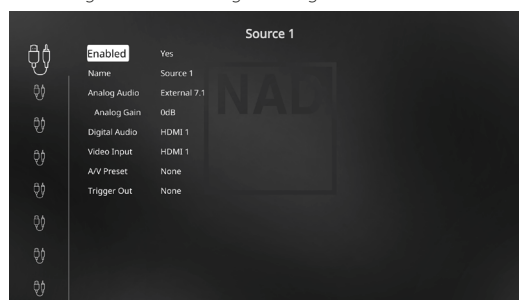 Source 1
Enabled Yes
Name Source 1
Analog Audio External 7.1
Analog Gain 0dB
Digital Audio HDMI 1
Video Input HDMI 1
A/V Preset None
Trigger Out None
NAD